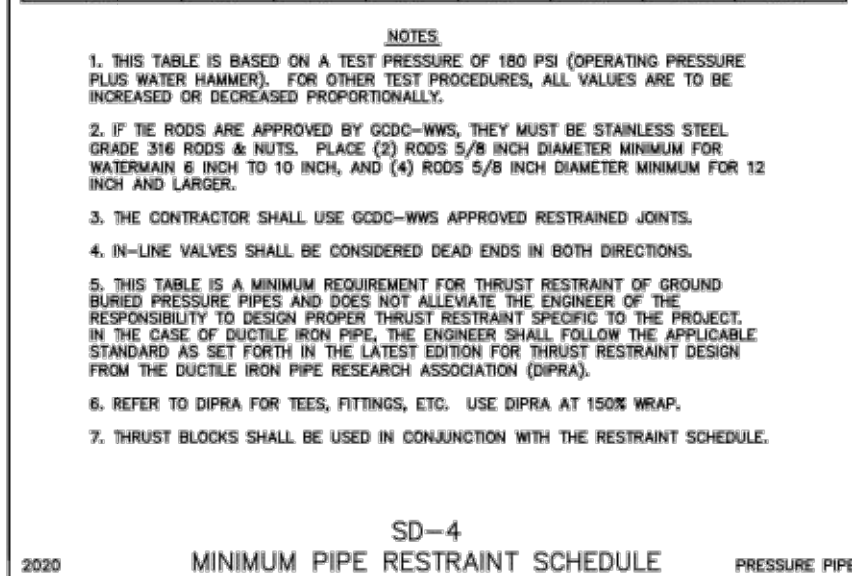 NOTES
1. THIS TABLE IS BASED ON A TEST PRESSURE OF 180 PSI (OPERATING PRESSURE
PLUS WATER HAMMER). FOR OTHER TEST PROCEDURES, ALL VALUES ARE TO BE
INCREASED OR DECREASED PROPORTIONALLY.
2. IF TIE RODS ARE APPROVED BY GCDC-WWS, THEY MUST BE STAINLESS STEEL
GRADE 316 RODS & NUTS. PLACE (2) RODS 5/8 INCH DIAMETER MINIMUM FOR
WATERMAIN 6 INCH TO 10 INCH, AND (4) RODS 5/8 INCH DIAMETER MINIMUM FOR 12
INCH AND LARGER.
3. THE CONTRACTOR SHALL USE GCDC-WWS APPROVED RESTRAINED JOINTS.
4. IN-LINE VALVES SHALL BE CONSIDERED DEAD ENDS IN BOTH DIRECTIONS.
5. THIS TABLE IS A MINIMUM REQUIREMENT FOR THRUST RESTRAINT OF GROUND
BURIED PRESSURE PIPES AND DOES NOT ALLEVIATE THE ENGINEER OF THE
RESPONSIBILITY TO DESIGN PROPER THRUST RESTRAINT SPECIFIC TO THE PROJECT.
IN THE CASE OF DUCTILE IRON PIPE, THE ENGINEER SHALL FOLLOW THE APPLICABLE
STANDARD AS SET FORTH IN THE LATEST EDITION FOR THRUST RESTRAINT DESIGN
FROM THE DUCTILE IRON PIPE RESEARCH ASSOCIATION (DIPRA).
6. REFER TO DIPRA FOR TEES, FITTINGS, ETC. USE DIPRA AT 150% WRAP.
7. THRUST BLOCKS SHALL BE USED IN CONJUNCTION WITH THE RESTRAINT SCHEDULE.
SD-4
2020 MINIMUM PIPE RESTRAINT SCHEDULE PRESSURE PIPE